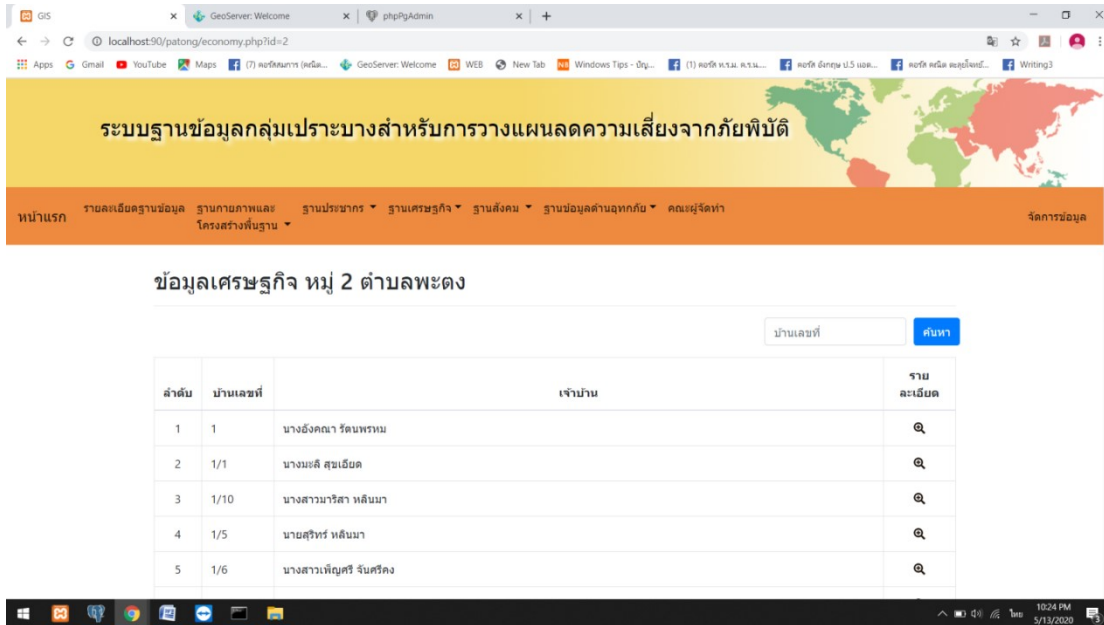 GIS
GeoServer: Welcome
phpPgAdmin
localhost:90/patong/economy.php?id=2
Apps
Gmail
YouTube
Maps
GeoServer: Welcome
WEB
New Tab
Windows Tips -
Writing3
ระบบฐานข้อมูลกลุ่มเปราะบางสำหรับการวางแผนลดความเสี่ยงจากภัยพิบัติ
หน้าแรก
รายละเอียดฐานข้อมูล
ฐานกายภาพและ
โครงสร้างพื้นฐาน
ฐานประชากร
ฐานเศรษฐกิจ
ฐานสังคม
ฐานข้อมูลด้านอุทกภัย
คณะผู้จัดทำ
จัดการข้อมูล
ข้อมูลเศรษฐกิจ หมู่ 2 ตำบลพะตง
บ้านเลขที่
ค้นหา
ลำดับ บ้านเลขที่ เจ้าบ้าน ราย
ละเอียด
1 1 นางอังคณา รัตนพรหม
2 1/1 นางมะลิ สุขเอียด
3 1/10 นางสาวมาริสา หลินมา
4 1/5 นายสุริทร์ หลินมา
5 1/6 นางสาวเพ็ญศรี จันศรีคง
ไทย
10:24 PM
5/13/2020
3